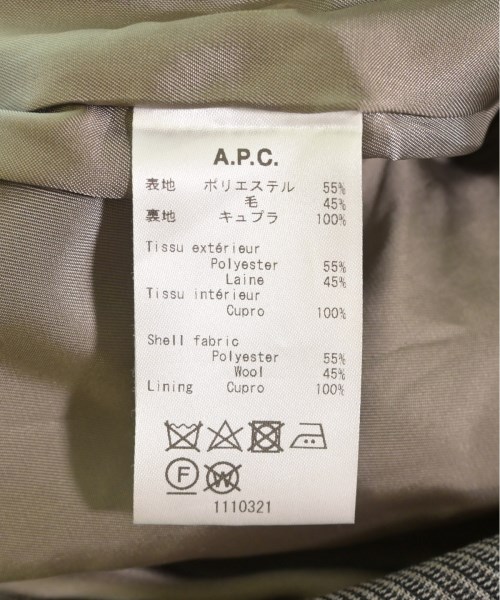 A.P.C.
表地 ポリエステル 55%
毛 45%
裏地 キュプラ 100%
Tissu extérieur
Polyester 55%
Laine 45%
Tissu intérieur
Cupro 100%
Shell fabric
Polyester 55%
Wool 45%
Lining Cupro 100%
F W
1110321